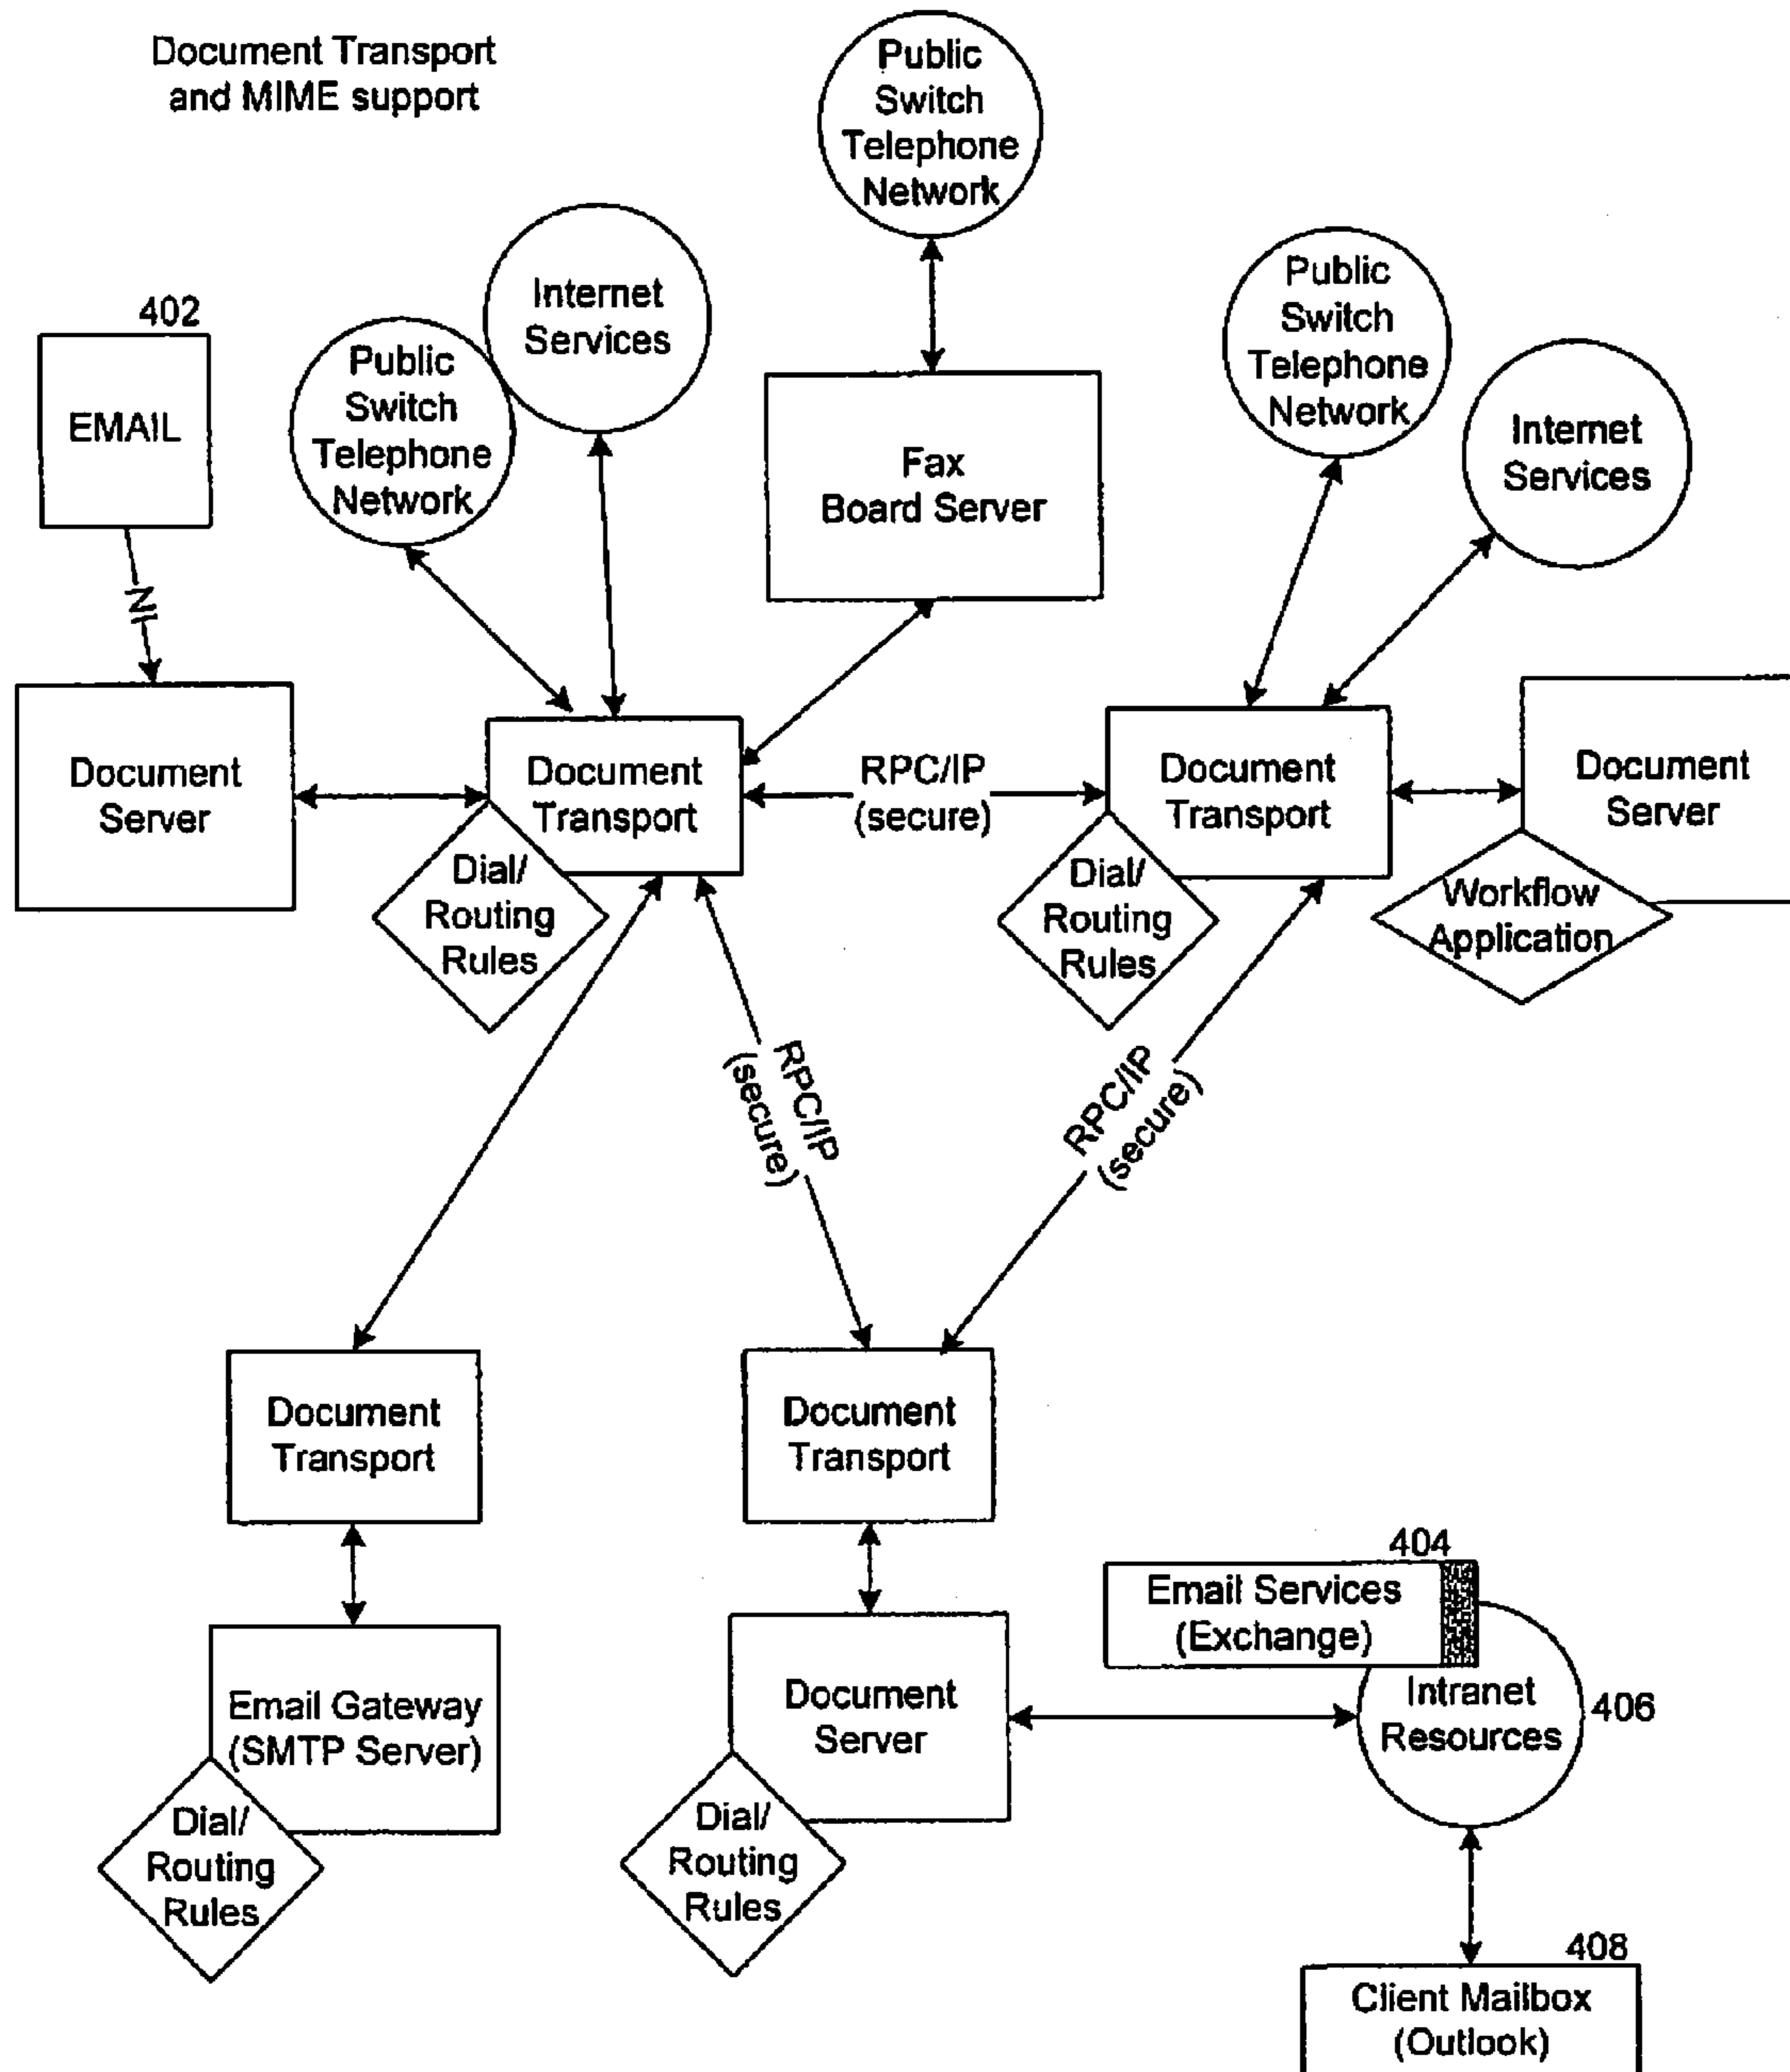 Document Transport
and MIME support
Public
Switch
Telephone
Network
Internet
Services
Public
Switch
Telephone
Network
402
EMAIL
Public
Switch
Telephone
Network
Internet
Services
Fax
Board Server
IN
Document
Server
Document
Transport
RPC/IP
(secure)
Document
Transport
Document
Server
Dial/
Routing
Rules
Dial/
Routing
Rules
Workflow
Application
RPC/IP
(secure)
RPC/IP
(secure)
Document
Transport
Document
Transport
404
Email Services
(Exchange)
Email Gateway
(SMTP Server)
Document
Server
Intranet
Resources
406
Dial/
Routing
Rules
Dial/
Routing
Rules
408
Client Mailbox
(Outlook)